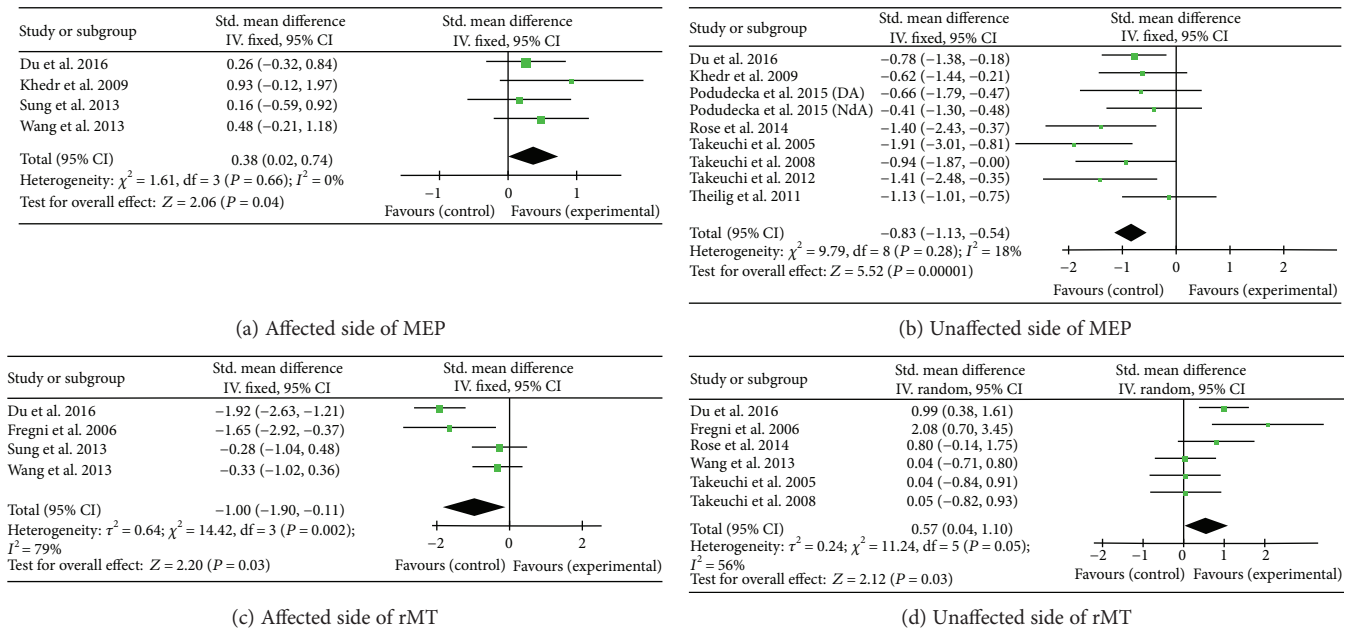 Study or subgroup
Std. mean difference
IV. fixed, 95% CI
Std. mean difference
IV. fixed, 95% CI
Du et al. 2016 0.26 (−0.32, 0.84)
Khedr et al. 2009 0.93 (−0.12, 1.97)
Sung et al. 2013 0.16 (−0.59, 0.92)
Wang et al. 2013 0.48 (−0.21, 1.18)
Total (95% CI) 0.38 (0.02, 0.74)
Heterogeneity: χ² = 1.61, df = 3 (P = 0.66); I² = 0%
Test for overall effect: Z = 2.06 (P = 0.04)
−1 0 1
Favours (control) Favours (experimental)
(a) Affected side of MEP
Study or subgroup
Std. mean difference
IV. fixed, 95% CI
Std. mean difference
IV. fixed, 95% CI
Du et al. 2016 −0.78 (−1.38, −0.18)
Khedr et al. 2009 −0.62 (−1.44, −0.21)
Podudecka et al. 2015 (DA) −0.66 (−1.79, −0.47)
Podudecka et al. 2015 (NdA) −0.41 (−1.30, −0.48)
Rose et al. 2014 −1.40 (−2.43, −0.37)
Takeuchi et al. 2005 −1.91 (−3.01, −0.81)
Takeuchi et al. 2008 −0.94 (−1.87, −0.00)
Takeuchi et al. 2012 −1.41 (−2.48, −0.35)
Theilig et al. 2011 −1.13 (−1.01, −0.75)
Total (95% CI) −0.83 (−1.13, −0.54)
Heterogeneity: χ² = 9.79, df = 8 (P = 0.28); I² = 18%
Test for overall effect: Z = 5.52 (P = 0.00001)
−2 −1 0 1 2
Favours (control) Favours (experimental)
(b) Unaffected side of MEP
Study or subgroup
Std. mean difference
IV. fixed, 95% CI
Std. mean difference
IV. fixed, 95% CI
Du et al. 2016 −1.92 (−2.63, −1.21)
Fregni et al. 2006 −1.65 (−2.92, −0.37)
Sung et al. 2013 −0.28 (−1.04, 0.48)
Wang et al. 2013 −0.33 (−1.02, 0.36)
Total (95% CI) −1.00 (−1.90, −0.11)
Heterogeneity: τ² = 0.64; χ² = 14.42, df = 3 (P = 0.002);
I² = 79%
Test for overall effect: Z = 2.20 (P = 0.03)
−2 0 2
Favours (control) Favours (experimental)
(c) Affected side of rMT
Study or subgroup
Std. mean difference
IV. random, 95% CI
Std. mean difference
IV. random, 95% CI
Du et al. 2016 0.99 (0.38, 1.61)
Fregni et al. 2006 2.08 (0.70, 3.45)
Rose et al. 2014 0.80 (−0.14, 1.75)
Wang et al. 2013 0.04 (−0.71, 0.80)
Takeuchi et al. 2005 0.04 (−0.84, 0.91)
Takeuchi et al. 2008 0.05 (−0.82, 0.93)
Total (95% CI) 0.57 (0.04, 1.10)
Heterogeneity: τ² = 0.24; χ² = 11.24, df = 5 (P = 0.05);
I² = 56%
Test for overall effect: Z = 2.12 (P = 0.03)
−2 −1 0 1 2
Favours (control) Favours (experimental)
(d) Unaffected side of rMT